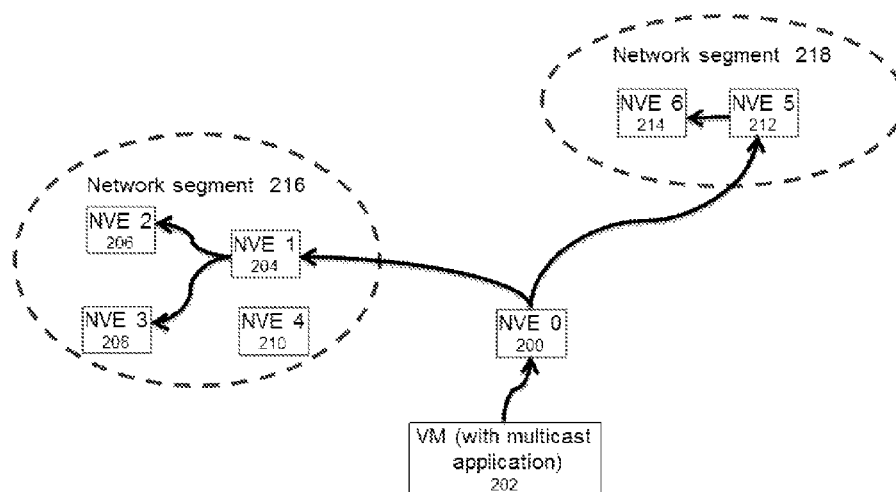 Network segment 218
NVE 6
214
NVE 5
212
Network segment 216
NVE 2
206
NVE 1
204
NVE 3
208
NVE 4
210
NVE 0
200
VM (with multicast
application)
202